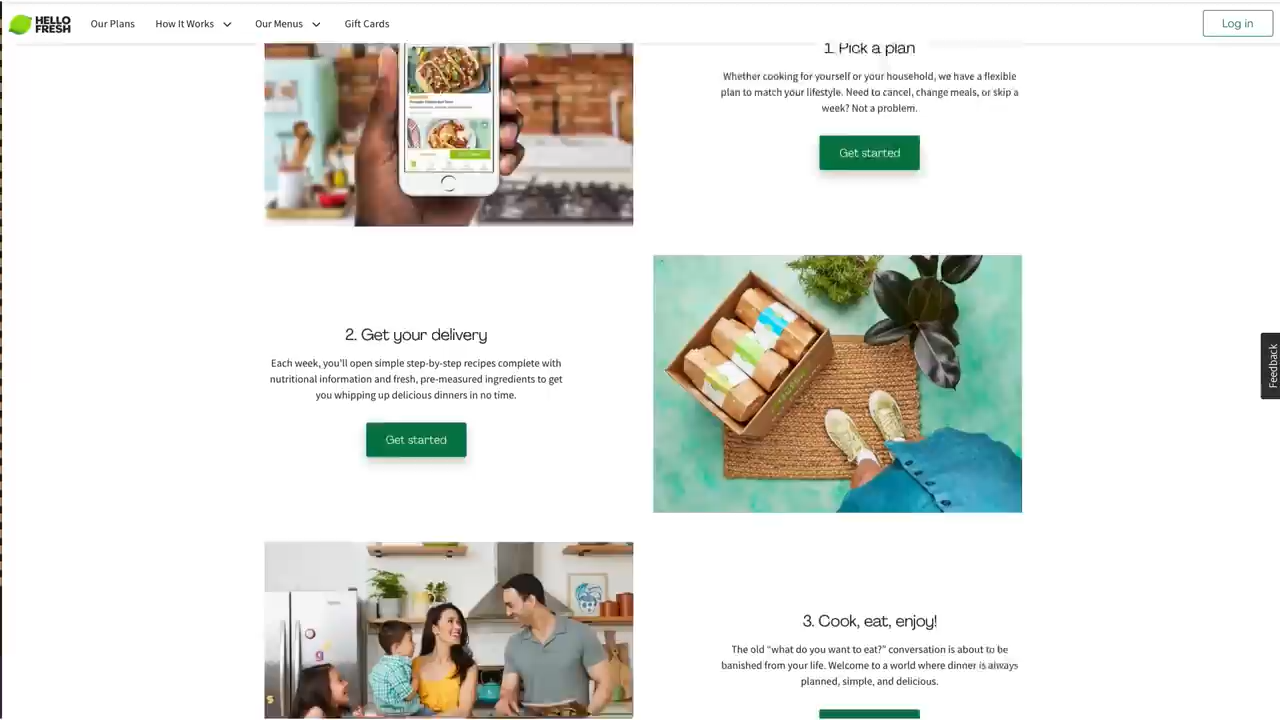 HELLO
FRESH
Our Plans How It Works Our Menus Gift Cards Log in
1. Pick a plan
Whether cooking for yourself or your household, we have a flexible
plan to match your lifestyle. Need to cancel, change meals, or skip a
week? Not a problem.
Get started
2. Get your delivery
Each week, you'll open simple step-by-step recipes complete with
nutritional information and fresh, pre-measured ingredients to get
you whipping up delicious dinners in no time.
Get started
Feedback
3. Cook, eat, enjoy!
The old “what do you want to eat?” conversation is about to be
banished from your life. Welcome to a world where dinner is always
planned, simple, and delicious.